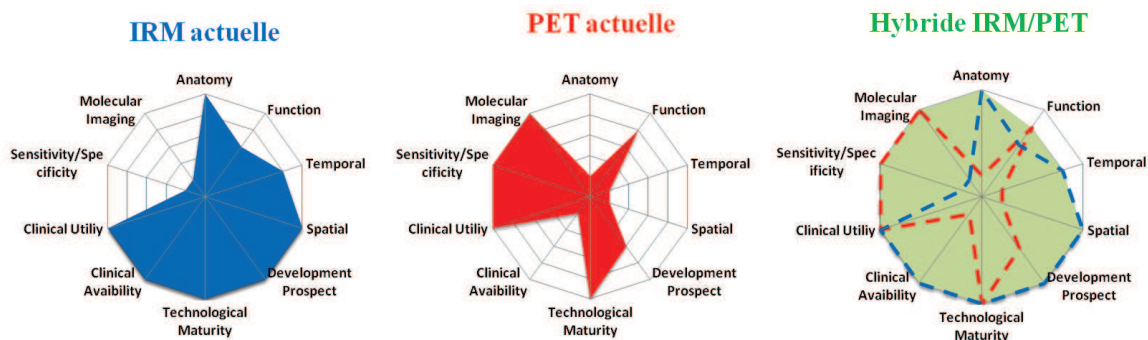 IRM actuelle
Anatomy
Function
Temporal
Spatial
Development
Prospect
Technological
Maturity
Clinical
Avaibility
Clinical Utiliy
Sensitivity/Spe
cificity
Molecular
Imaging
PET actuelle
Anatomy
Function
Temporal
Spatial
Development
Prospect
Technological
Maturity
Clinical
Avaibility
Clinical Utiliy
Sensitivity/Spe
cificity
Molecular
Imaging
Hybride IRM/PET
Anatomy
Function
Temporal
Spatial
Development
Prospect
Technological
Maturity
Clinical
Avaibility
Clinical Utiliy
Sensitivity/Spec
ificity
Molecular
Imaging